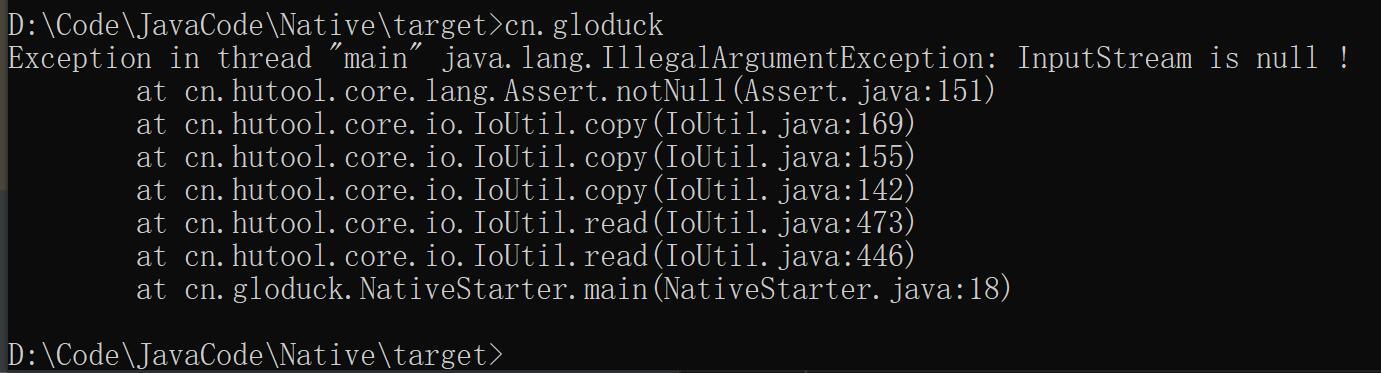 D:\Code\JavaCode\Native\target>cn.gloduck
Exception in thread "main" java.lang.IllegalArgumentException: InputStream is null !
        at cn.hutool.core.lang.Assert.notNull(Assert.java:151)
        at cn.hutool.core.io.IoUtil.copy(IoUtil.java:169)
        at cn.hutool.core.io.IoUtil.copy(IoUtil.java:155)
        at cn.hutool.core.io.IoUtil.copy(IoUtil.java:142)
        at cn.hutool.core.io.IoUtil.read(IoUtil.java:473)
        at cn.hutool.core.io.IoUtil.read(IoUtil.java:446)
        at cn.gloduck.NativeStarter.main(NativeStarter.java:18)
D:\Code\JavaCode\Native\target>